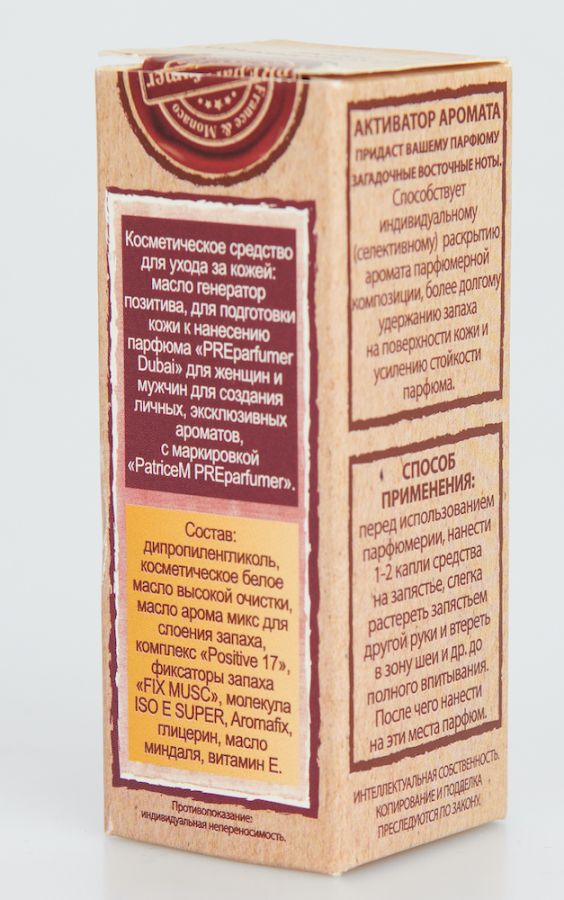 France & Monaco
Косметическое средство
для ухода за кожей:
масло генератор
позитива, для подготовки
кожи к нанесению
парфюма «PREparfumer
Dubai» для женщин и
мужчин для создания
личных, эксклюзивных
ароматов,
с маркировкой
«PatriceM PREparfumer».
Состав:
дипропиленгликоль,
косметическое белое
масло высокой очистки,
масло арома микс для
слоения запаха,
комплекс «Positive 17»,
фиксаторы запаха
«FIX MUSC», молекула
ISO E SUPER, Aromafix,
глицерин, масло
миндаля, витамин Е.
Противопоказание:
индивидуальная непереносимость.
АКТИВАТОР АРОМАТА
ПРИДАСТ ВАШЕМУ ПАРФЮМУ
ЗАГАДОЧНЫЕ ВОСТОЧНЫЕ НОТЫ.
Способствует
индивидуальному
(селективному) раскрытию
аромата парфюмерной
композиции, более долгому
удержанию запаха
на поверхности кожи и
усилению стойкости
парфюма.
СПОСОБ
ПРИМЕНЕНИЯ:
перед использованием
парфюмерии, нанести
1-2 капли средства
на запястье, слегка
растереть запястьем
другой руки и втереть
в зону шеи и др. до
полного впитывания.
После чего нанести
на эти места парфюм.
ИНТЕЛЛЕКТУАЛЬНАЯ СОБСТВЕННОСТЬ.
КОПИРОВАНИЕ И ПОДДЕЛКА
ПРЕСЛЕДУЮТСЯ ПО ЗАКОНУ.